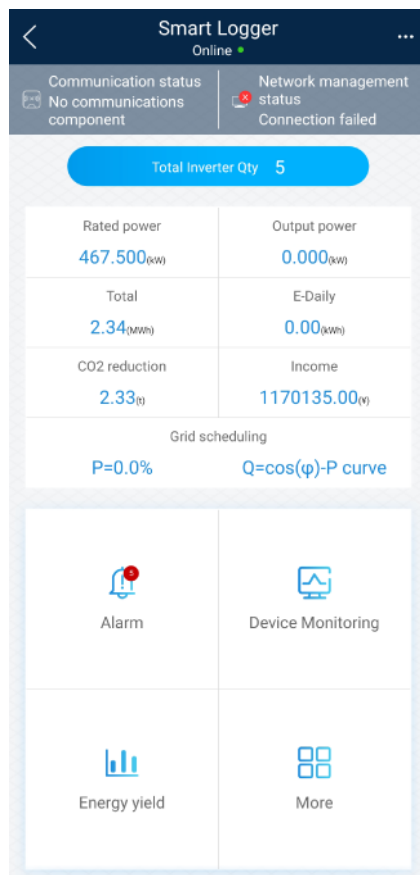 Smart Logger
Online
Communication status
No communications
component
Network management
status
Connection failed
Total Inverter Qty 5
Rated power
467.500(kW)
Output power
0.000(kW)
Total
2.34(MWh)
E-Daily
0.00(kWh)
CO2 reduction
2.33(t)
Income
1170135.00(¥)
Grid scheduling
P=0.0% Q=cos(φ)-P curve
5
Alarm
Device Monitoring
Energy yield
More